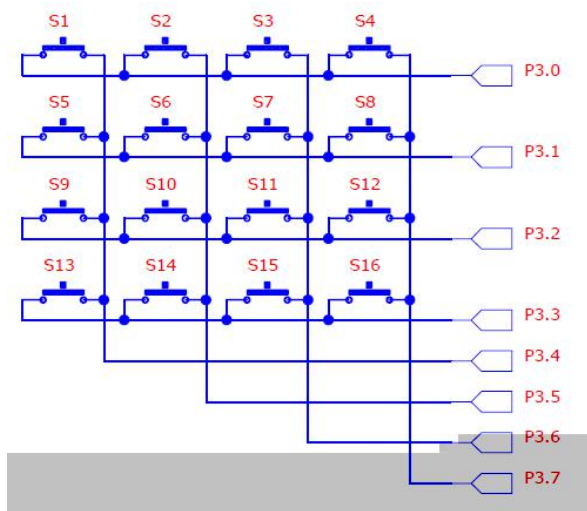 S1 S2 S3 S4
P3.0
S5 S6 S7 S8
P3.1
S9 S10 S11 S12
P3.2
S13 S14 S15 S16
P3.3
P3.4
P3.5
P3.6
P3.7